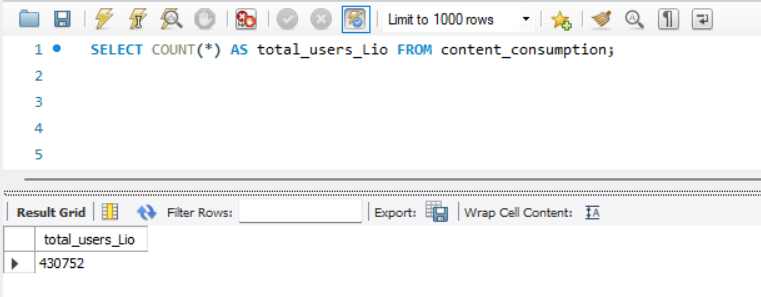 Limit to 1000 rows
1 SELECT COUNT(*) AS total_users_Lio FROM content_consumption;
2
3
4
5
Result Grid Filter Rows: Export: Wrap Cell Content: IA
total_users_Lio
430752